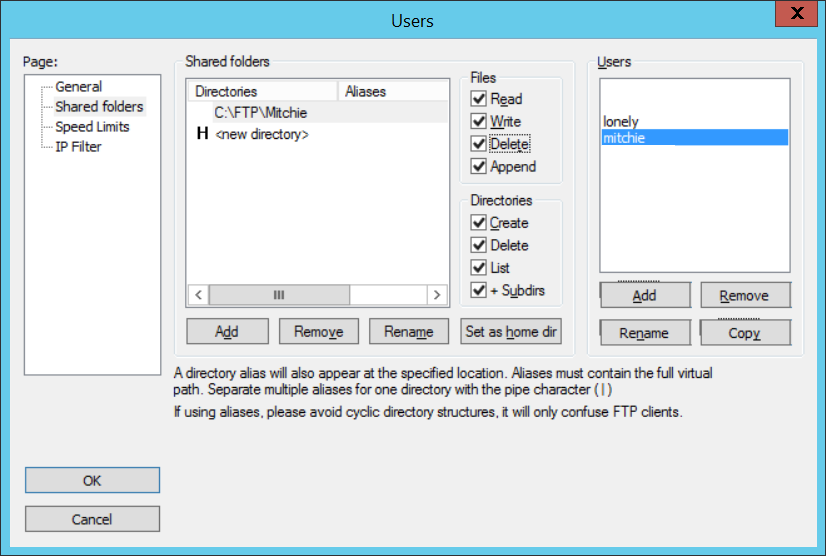 Users
X
Page:
General
Shared folders
Speed Limits
IP Filter
Shared folders
Directories Aliases
C:\FTP\Mitchie
H <new directory>
Add Remove Rename
Files
Read
Write
Delete
Append
Directories
Create
Delete
List
+ Subdirs
Set as home dir
Users
lonely
mitchie
Add Remove
Rename Copy
A directory alias will also appear at the specified location. Aliases must contain the full virtual
path. Separate multiple aliases for one directory with the pipe character (|)
If using aliases, please avoid cyclic directory structures, it will only confuse FTP clients.
OK
Cancel